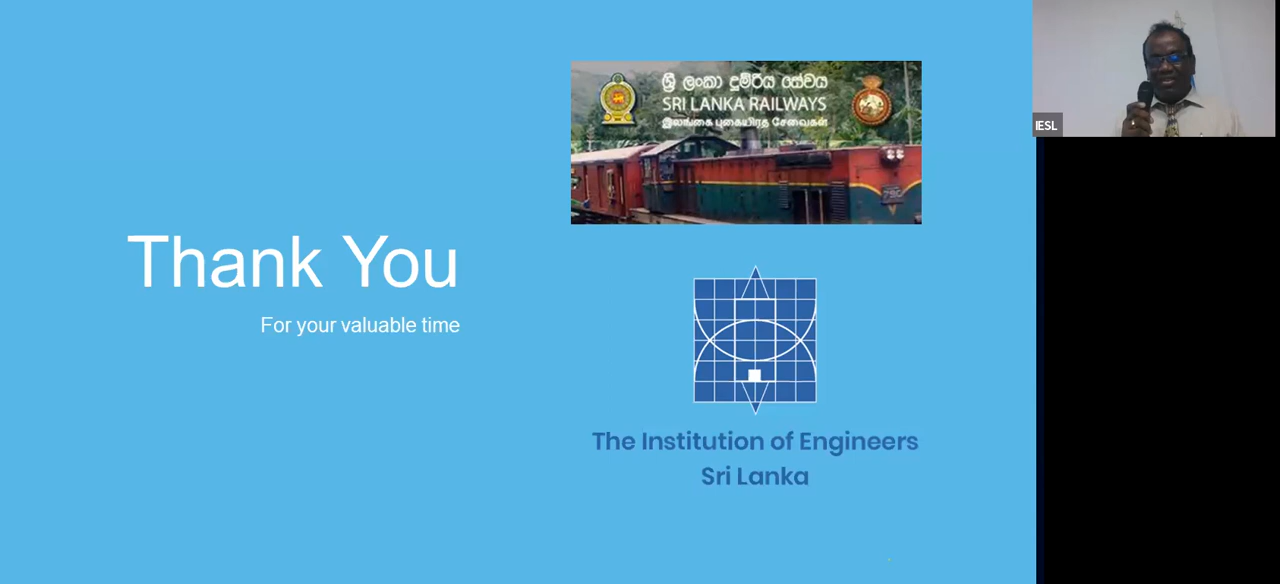 Thank You
For your valuable time
ශ්‍රී ලංකා දුම්රිය සේවය
SRI LANKA RAILWAYS
இலங்கை புகையிரத சேவைகள்
790
The Institution of Engineers
Sri Lanka
IESL